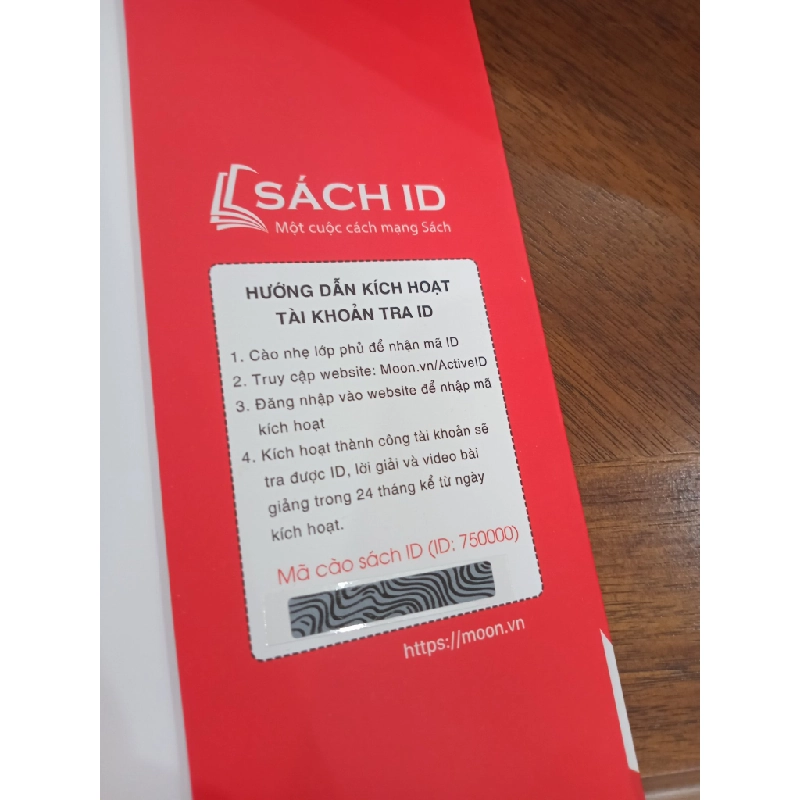 SÁCH ID
Một cuộc cách mạng Sách
HƯỚNG DẪN KÍCH HOẠT
TÀI KHOẢN TRA ID
1. Cào nhẹ lớp phủ để nhận mã ID
2. Truy cập website: Moon.vn/ActiveID
3. Đăng nhập vào website để nhập mã
kích hoạt
4. Kích hoạt thành công tài khoản sẽ
tra được ID, lời giải và video bài
giảng trong 24 tháng kể từ ngày
kích hoạt.
Mã cào sách ID (ID: 750000)
https://moon.vn